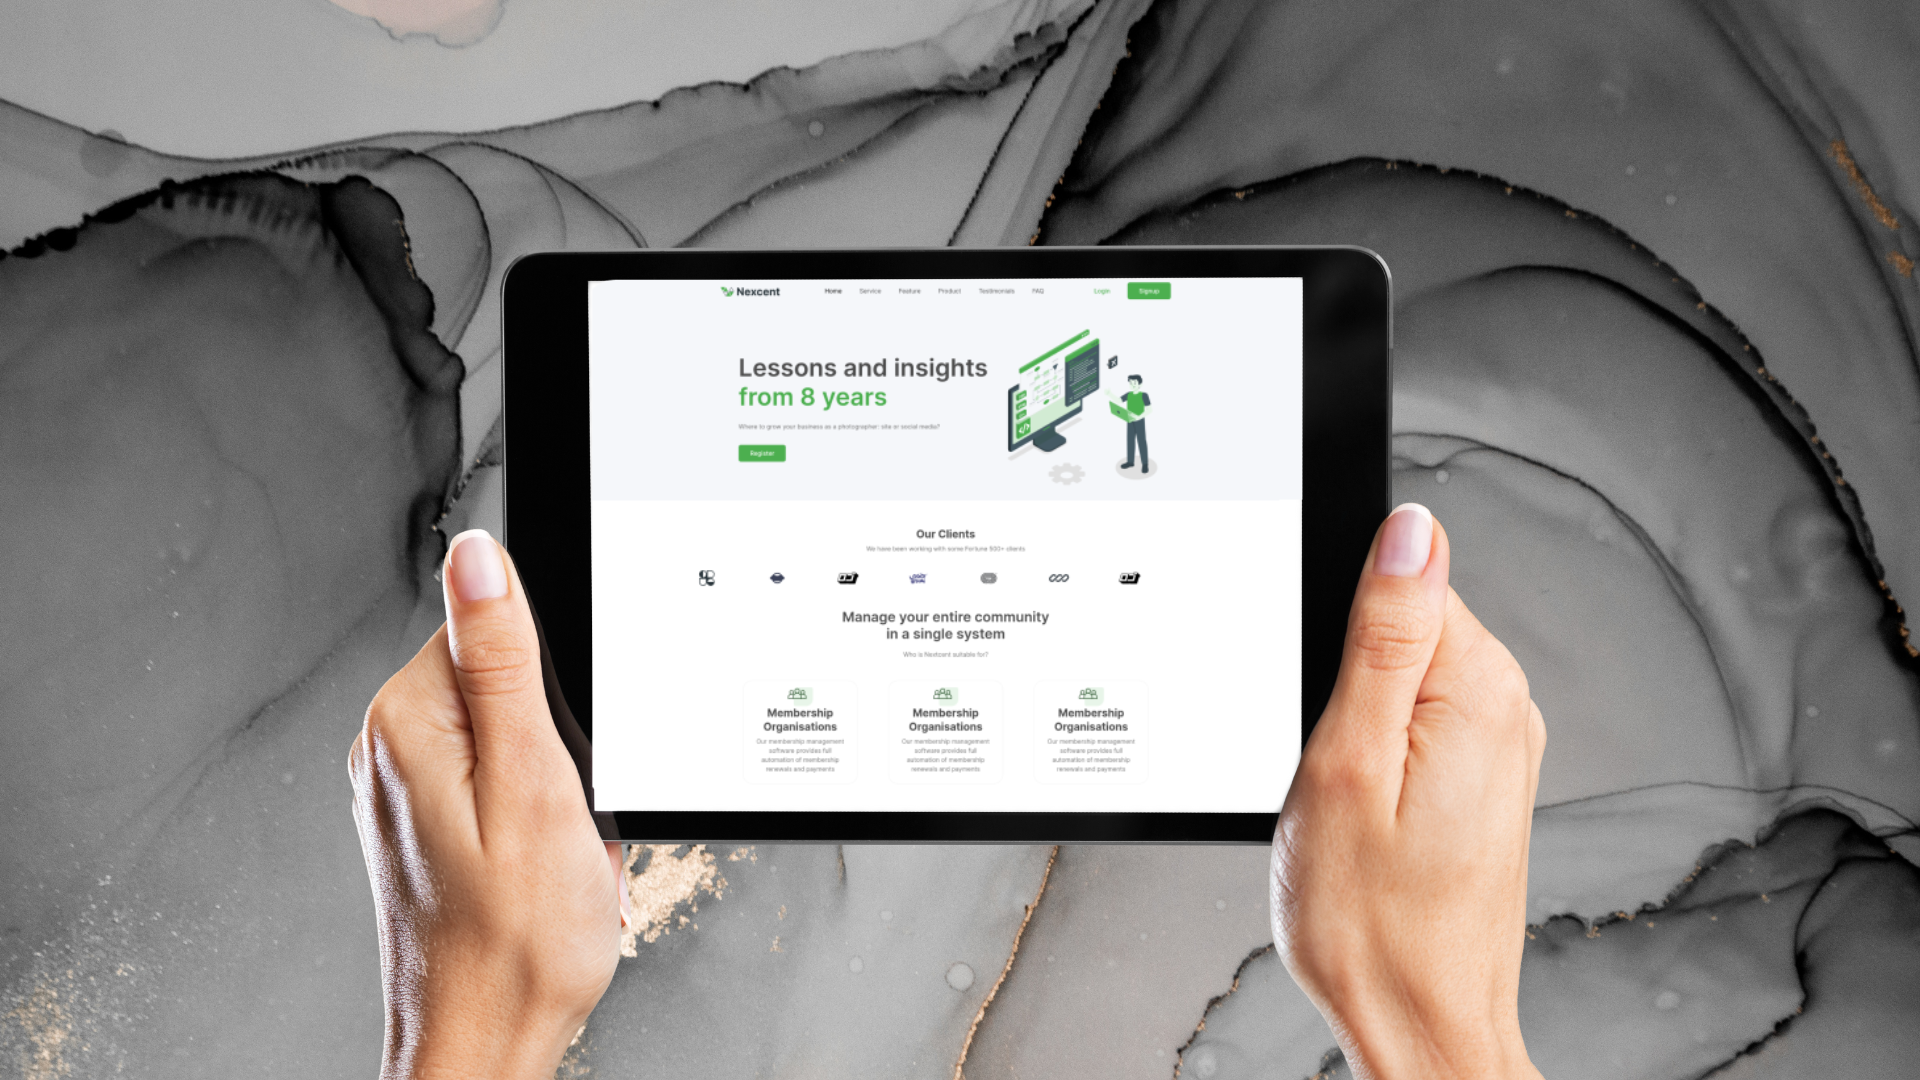 Nexcent
Home Service Feature Product Testimonials FAQ Login Signup
Lessons and insights
from 8 years
Where to grow your business as a photographer: site or social media?
Register
Our Clients
We have been working with some Fortune 500+ clients
Manage your entire community
in a single system
Who is Nextcent suitable for?
Membership
Organisations
Our membership management
software provides full
automation of membership
renewals and payments
Membership
Organisations
Our membership management
software provides full
automation of membership
renewals and payments
Membership
Organisations
Our membership management
software provides full
automation of membership
renewals and payments